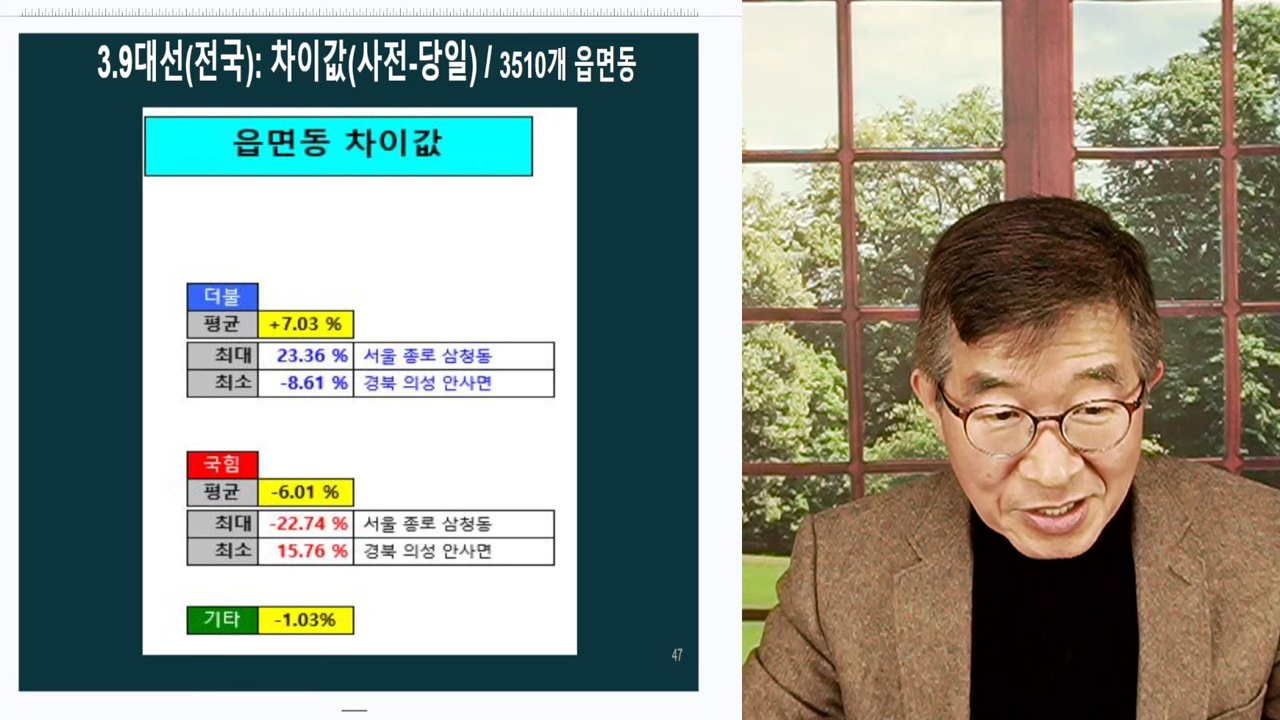 3.9대선(전국): 차이값(사전-당일) / 3510개 읍면동
읍면동 차이값
더불
평균 +7.03 %
최대 23.36 % 서울 종로 삼청동
최소 -8.61 % 경북 의성 안사면
국힘
평균 -6.01 %
최대 -22.74 % 서울 종로 삼청동
최소 15.76 % 경북 의성 안사면
기타 -1.03%
47